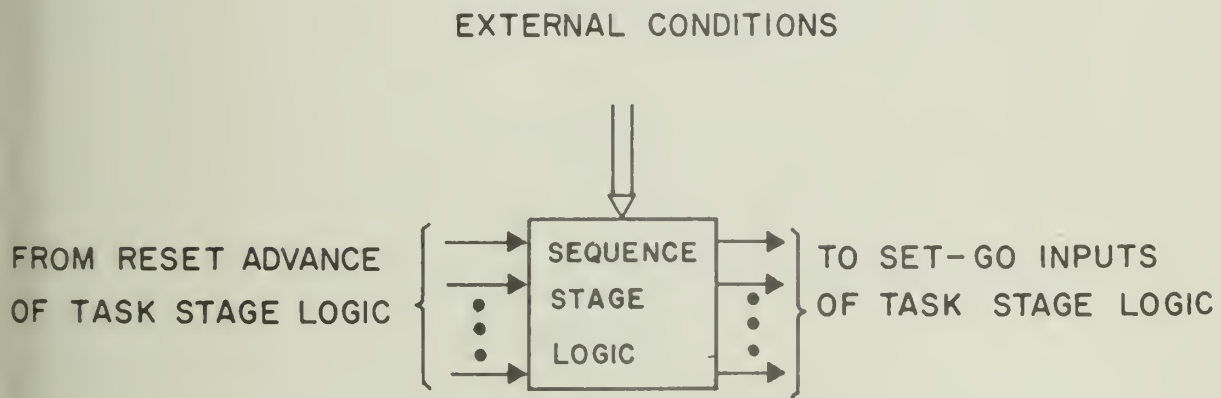 EXTERNAL CONDITIONS
FROM RESET ADVANCE
OF TASK STAGE LOGIC
SEQUENCE
STAGE
LOGIC
TO SET-GO INPUTS
OF TASK STAGE LOGIC